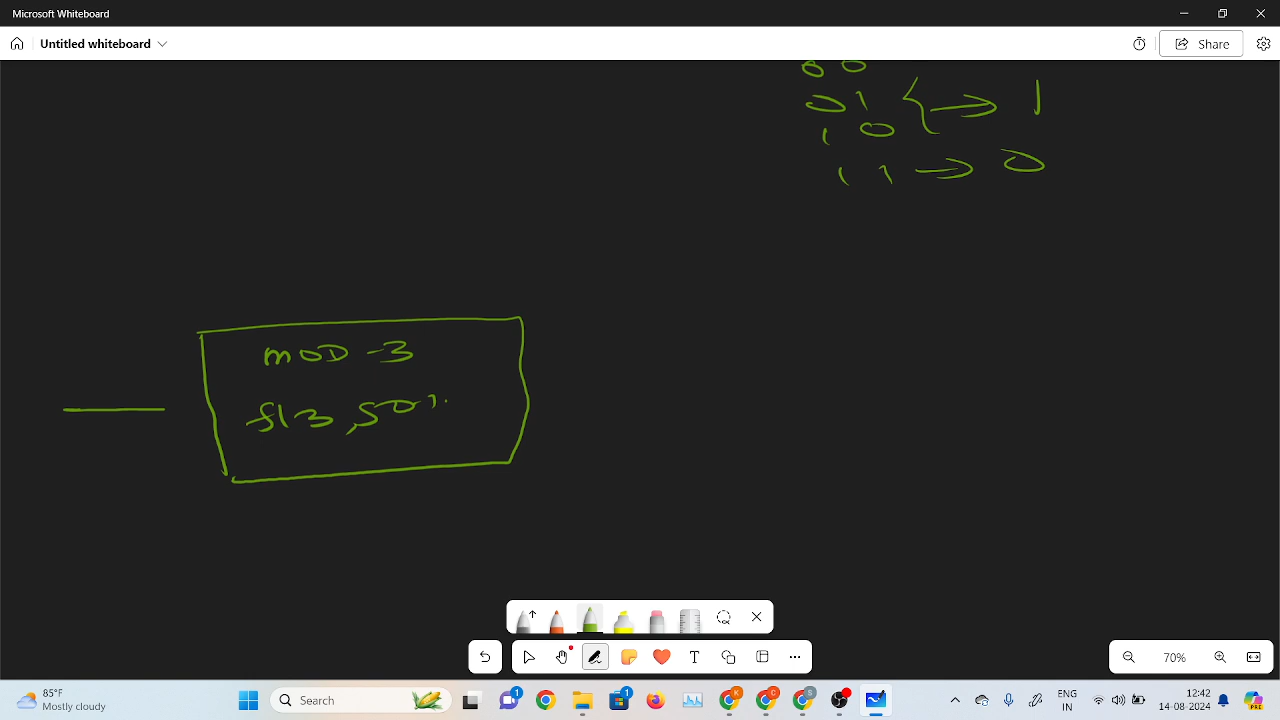 Microsoft Whiteboard
Untitled whiteboard
Share
0 0
0 1 → 1
1 0
1 1 → 0
MOD -3
f/3, 50%
T
70%
85°F
Mostly cloudy
Search
ENG
IN
12:42
14-08-2024